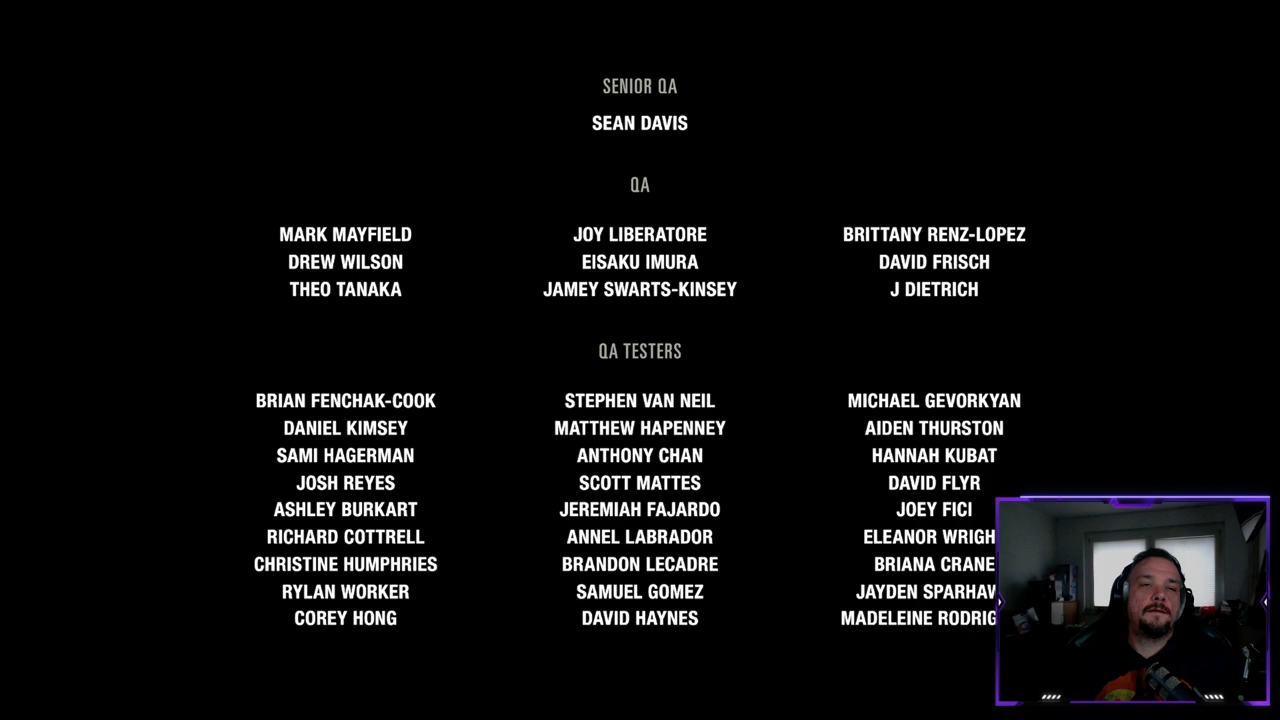 SENIOR QA
SEAN DAVIS
QA
MARK MAYFIELD JOY LIBERATORE BRITTANY RENZ-LOPEZ
DREW WILSON EISAKU IMURA DAVID FRISCH
THEO TANAKA JAMEY SWARTS-KINSEY J DIETRICH
QA TESTERS
BRIAN FENCHAK-COOK STEPHEN VAN NEIL MICHAEL GEVORKYAN
DANIEL KIMSEY MATTHEW HAPENNEY AIDEN THURSTON
SAMI HAGERMAN ANTHONY CHAN HANNAH KUBAT
JOSH REYES SCOTT MATTES DAVID FLYR
ASHLEY BURKART JEREMIAH FAJARDO JOEY FICI
RICHARD COTTRELL ANNEL LABRADOR ELEANOR
CHRISTINE HUMPHRIES BRANDON LECADRE BRIANA CRANE
RYLAN WORKER SAMUEL GOMEZ JAYDEN
COREY HONG DAVID HAYNES MADELEINE